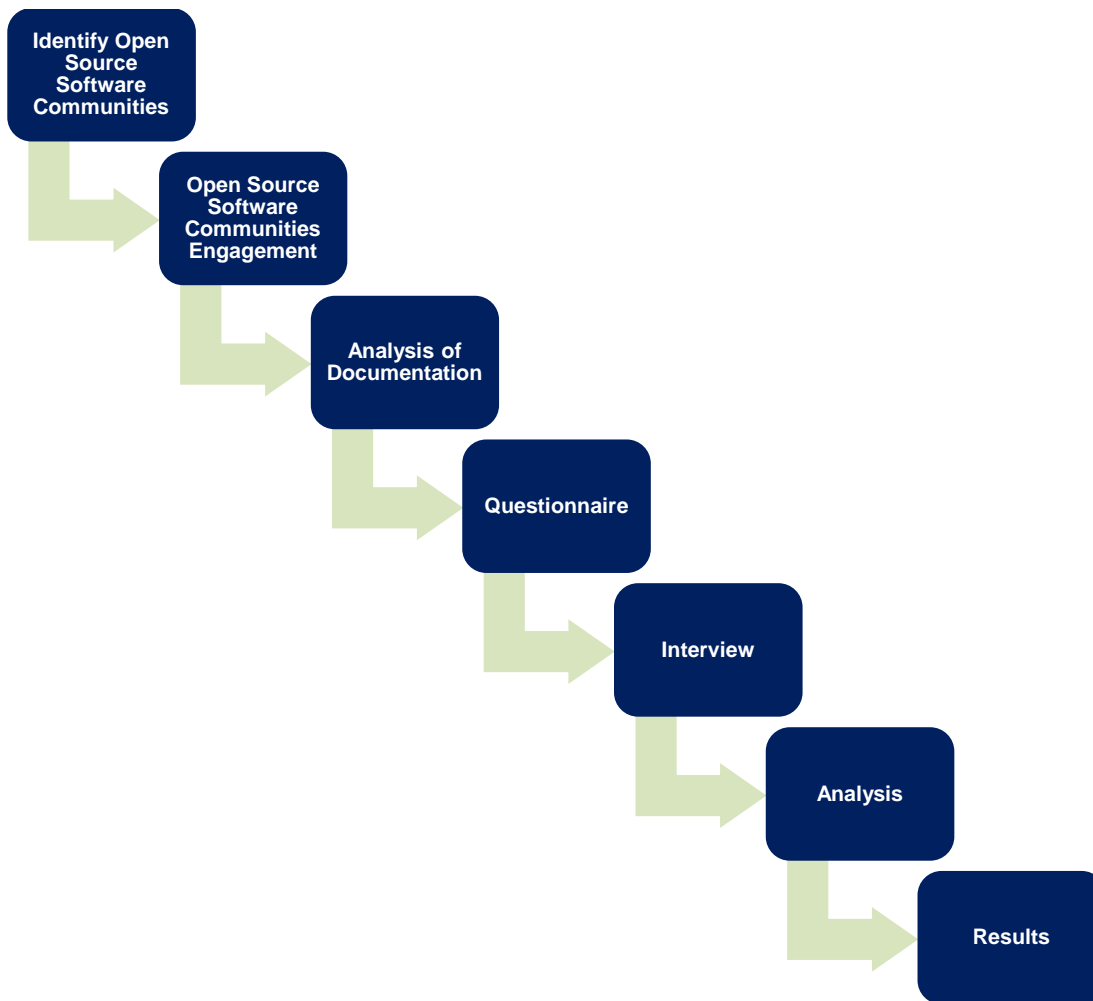 Identify Open
Source
Software
Communities
Open Source
Software
Communities
Engagement
Analysis of
Documentation
Questionnaire
Interview
Analysis
Results